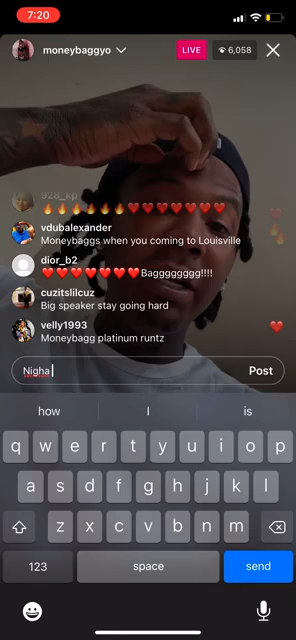 7:20
moneybaggyo
LIVE
6,058
928_kp
🔥🔥🔥🔥🔥🔥❤️❤️❤️❤️❤️❤️❤️
vdubalexander
Moneybaggs when you coming to Louisville
dior_b2
❤️❤️❤️❤️❤️❤️❤️Bagggggggg!!!!
cuzitslilcuz
Big speaker stay going hard
velly1993
Moneybagg platinum runtz
Nigha
Post
how I is
q w e r t y u i o p
a s d f g h j k l
z x c v b n m
123 space send